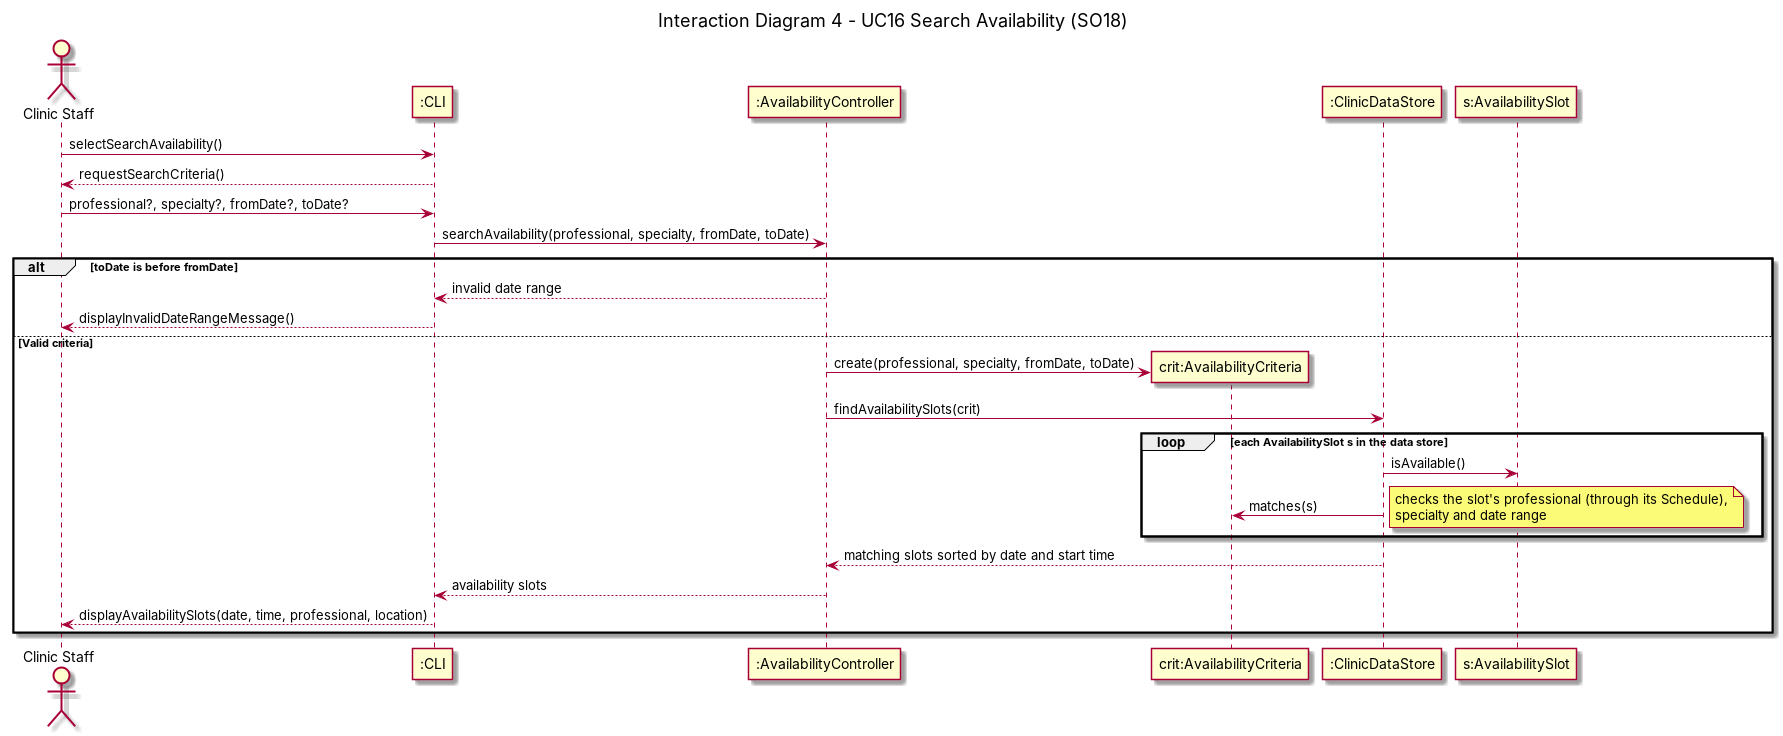 Interaction Diagram 4 - UC16 Search Availability (SO18)
Clinic Staff
:CLI
:AvailabilityController
:ClinicDataStore
s:AvailabilitySlot
selectSearchAvailability()
requestSearchCriteria()
professional?, specialty?, fromDate?, toDate?
searchAvailability(professional, specialty, fromDate, toDate)
alt
[toDate is before fromDate]
invalid date range
displayInvalidDateRangeMessage()
[Valid criteria]
create(professional, specialty, fromDate, toDate)
crit:AvailabilityCriteria
findAvailabilitySlots(crit)
loop
[each AvailabilitySlot s in the data store]
isAvailable()
matches(s)
checks the slot's professional (through its Schedule),
specialty and date range
matching slots sorted by date and start time
availability slots
displayAvailabilitySlots(date, time, professional, location)
Clinic Staff
:CLI
:AvailabilityController
crit:AvailabilityCriteria
:ClinicDataStore
s:AvailabilitySlot